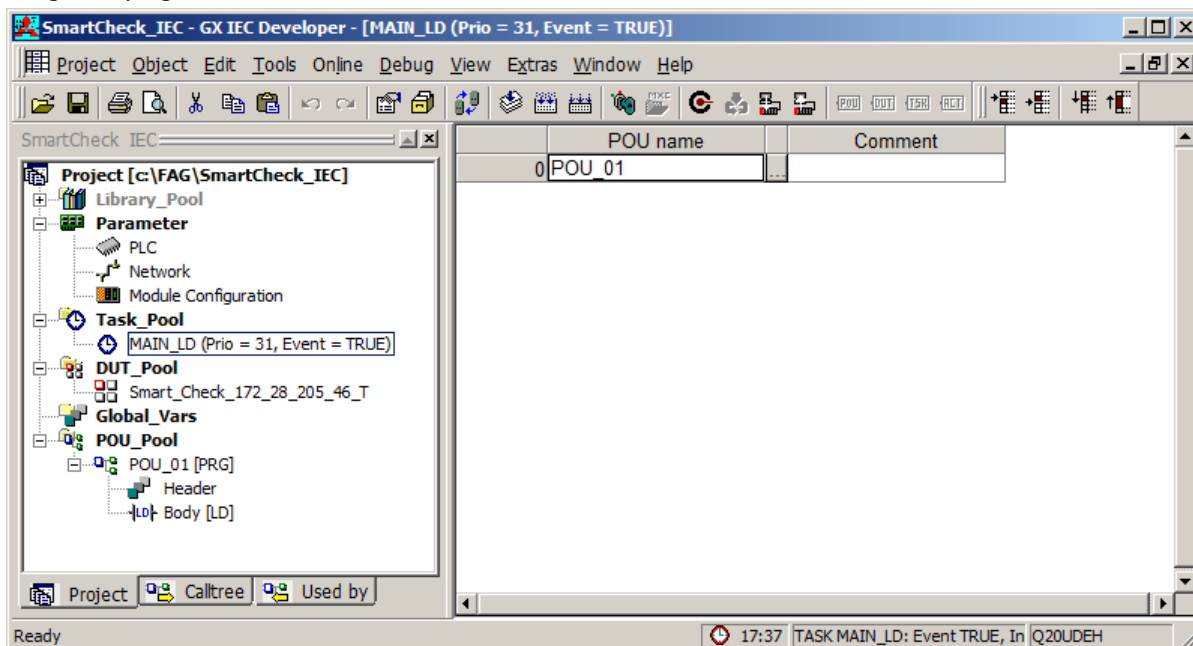 SmartCheck_IEC - GX IEC Developer - [MAIN_LD (Prio = 31, Event = TRUE)]
Project Object Edit Tools Online Debug View Extras Window Help
MXC
POU DUT TSK ACT
SmartCheck IEC
Project [c:\FAG\SmartCheck_IEC]
Library_Pool
Parameter
PLC
Network
Module Configuration
Task_Pool
MAIN_LD (Prio = 31, Event = TRUE)
DUT_Pool
Smart_Check_172_28_205_46_T
Global_Vars
POU_Pool
POU_01 [PRG]
Header
LD Body [LD]
Project Calltree Used by
POU name Comment
0 POU_01 ...
Ready 17:37 TASK MAIN_LD: Event TRUE, In Q20UDEH